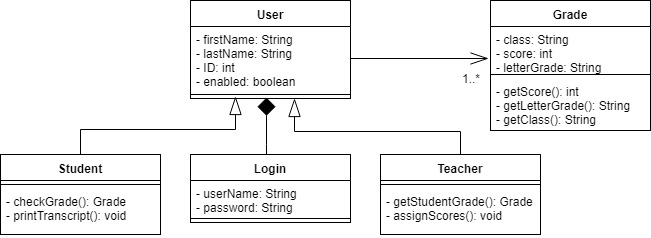 User
- firstName: String
- lastName: String
- ID: int
- enabled: boolean
Grade
- class: String
- score: int
- letterGrade: String
- getScore(): int
- getLetterGrade(): String
- getClass(): String
1..*
Student
- checkGrade(): Grade
- printTranscript(): void
Login
- userName: String
- password: String
Teacher
- getStudentGrade(): Grade
- assignScores(): void